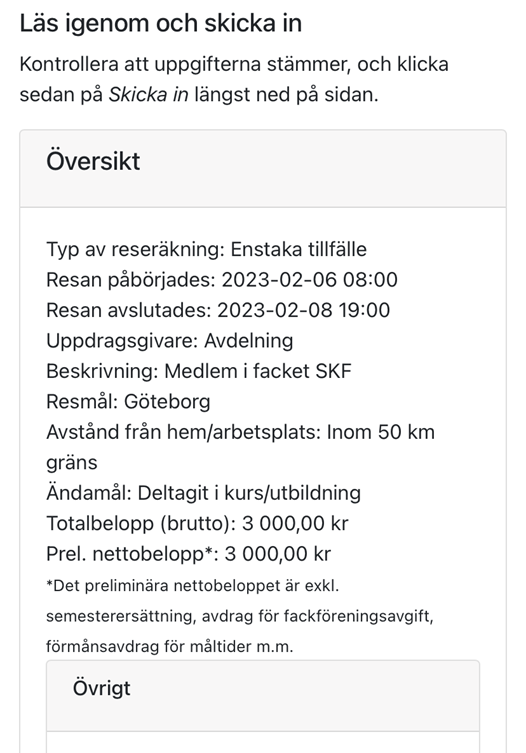 Läs igenom och skicka in
Kontrollera att uppgifterna stämmer, och klicka
sedan på Skicka in längst ned på sidan.
Översikt
Typ av reseräkning: Enstaka tillfälle
Resan påbörjades: 2023-02-06 08:00
Resan avslutades: 2023-02-08 19:00
Uppdragsgivare: Avdelning
Beskrivning: Medlem i facket SKF
Resmål: Göteborg
Avstånd från hem/arbetsplats: Inom 50 km
gräns
Ändamål: Deltagit i kurs/utbildning
Totalbelopp (brutto): 3 000,00 kr
Prel. nettobelopp*: 3 000,00 kr
*Det preliminära nettobeloppet är exkl.
semesterersättning, avdrag för fackföreningsavgift,
förmånsavdrag för måltider m.m.
Övrigt